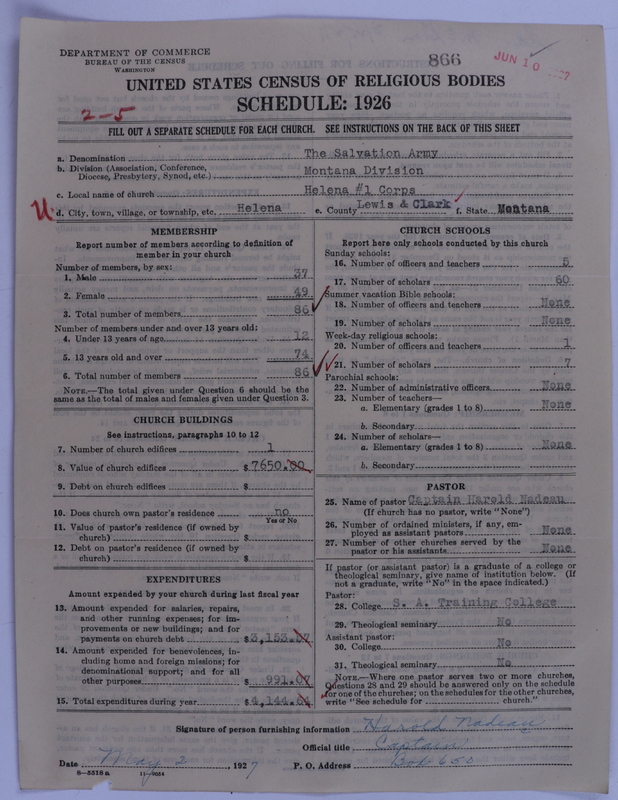 DEPARTMENT OF COMMERCE
BUREAU OF THE CENSUS
WASHINGTON
866
JUN 10
UNITED STATES CENSUS OF RELIGIOUS BODIES
SCHEDULE: 1926
2-5
FILL OUT A SEPARATE SCHEDULE FOR EACH CHURCH. SEE INSTRUCTIONS ON THE BACK OF THIS SHEET
a. Denomination The Salvation Army
b. Division (Association, Conference, Diocese, Presbytery, Synod, etc.) Montana Division
c. Local name of church Helena #1 Corps
d. City, town, village, or township, etc. Helena e. County Lewis & Clark f. State Montana
MEMBERSHIP
Report number of members according to definition of
member in your church
Number of members, by sex:
1. Male 37
2. Female 49
3. Total number of members 86
Number of members under and over 13 years old:
4. Under 13 years of age 12
5. 13 years old and over 74
6. Total number of members 86
NOTE.—The total given under Question 6 should be the
same as the total of males and females given under Question 3.
CHURCH BUILDINGS
See instructions, paragraphs 10 to 12
7. Number of church edifices 1
8. Value of church edifices $ 7650.00
9. Debt on church edifices $
10. Does church own pastor's residence no
Yes or No
11. Value of pastor's residence (if owned by
church) $
12. Debt on pastor's residence (if owned by
church) $
EXPENDITURES
Amount expended by your church during last fiscal year
13. Amount expended for salaries, repairs,
and other running expenses; for im-
provements or new buildings; and for
payments on church debt $3,153.57
14. Amount expended for benevolences, in-
cluding home and foreign missions; for
denominational support; and for all
other purposes $ 991.07
15. Total expenditures during year $4,144.64
CHURCH SCHOOLS
Report here only schools conducted by this church
Sunday schools:
16. Number of officers and teachers 5
17. Number of scholars 60
Summer vacation Bible schools:
18. Number of officers and teachers None
19. Number of scholars None
Week-day religious schools:
20. Number of officers and teachers 1
21. Number of scholars 7
Parochial schools:
22. Number of administrative officers None
23. Number of teachers—
a. Elementary (grades 1 to 8) None
b. Secondary
24. Number of scholars—
a. Elementary (grades 1 to 8) None
b. Secondary
PASTOR
25. Name of pastor Captain Harold Nadeau
(If church has no pastor, write "None")
26. Number of ordained ministers, if any, em-
ployed as assistant pastors None
27. Number of other churches served by the
pastor or his assistants None
If pastor (or assistant pastor) is a graduate of a college or
theological seminary, give name of institution below. (If
not a graduate, write "No" in the space indicated.)
Pastor:
28. College S. A. Training College
29. Theological seminary No
Assistant pastor:
30. College No
31. Theological seminary No
NOTE.—Where one pastor serves two or more churches,
Questions 28 and 29 should be answered only on the schedule
for one of the churches; on the schedules for the other churches,
write "See schedule for church."
Signature of person furnishing information Harold Nadeau
Official title Captain
Date May 2, 1927 P. O. Address Box 650
8—5518a 11—9054